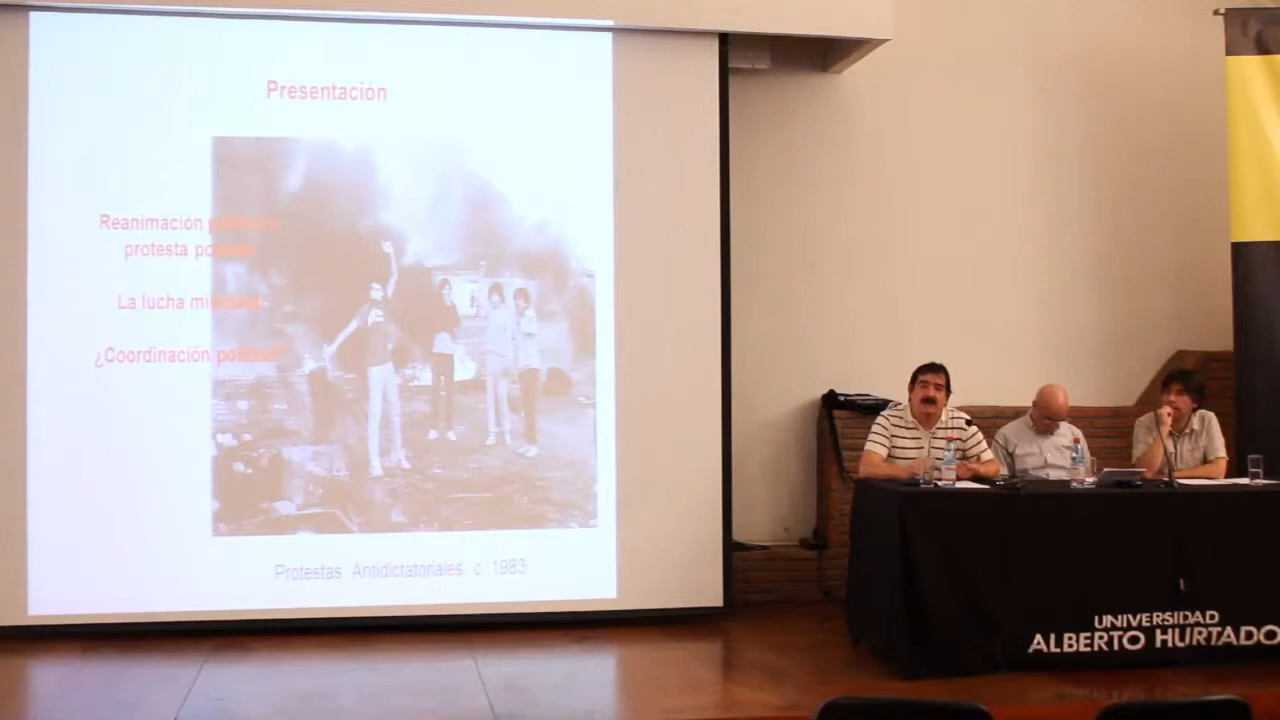 Presentación
Reanimación
protesta
La lucha
¿Coordinación
Protestas Antidictatoriales c 1983
UNIVERSIDAD
ALBERTO HURTADO